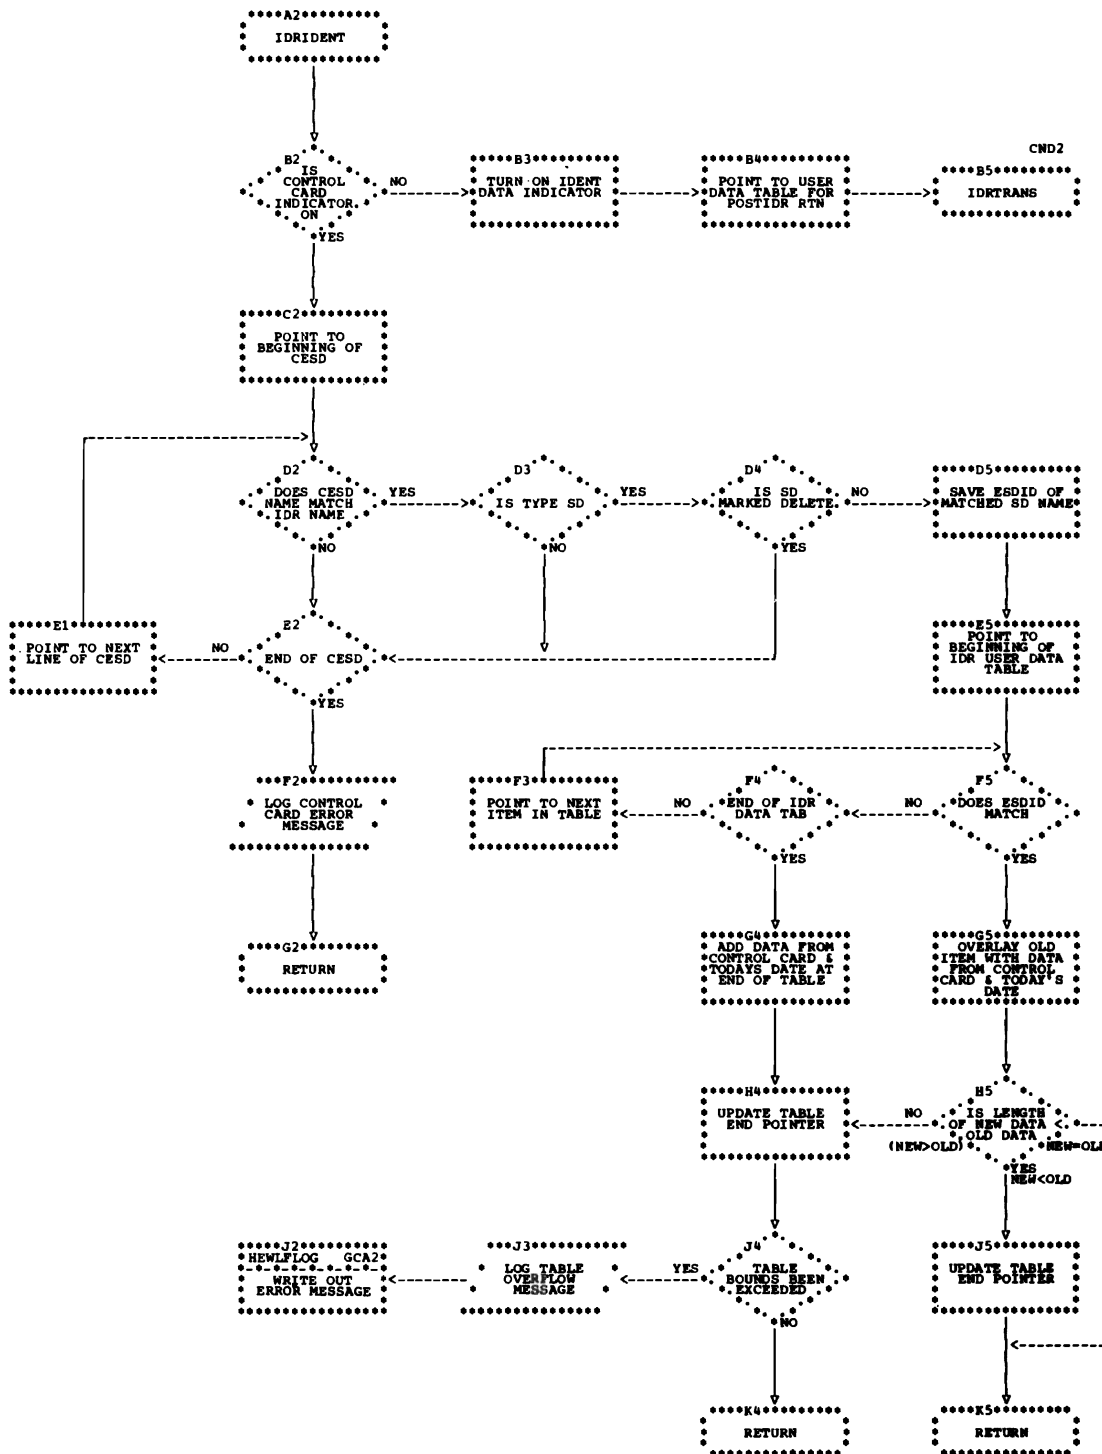 A2
IDRIDENT
B2
IS
CONTROL
CARD
INDICATOR
ON
NO
YES
B3
TURN ON IDENT
DATA INDICATOR
B4
POINT TO USER
DATA TABLE FOR
POSTIDR RTN
CND2
B5
IDRTRANS
C2
POINT TO
BEGINNING OF
CESD
D2
DOES CESD
NAME MATCH
IDR NAME
YES
NO
D3
IS TYPE SD
YES
NO
D4
IS SD
MARKED DELETE
NO
YES
D5
SAVE ESDID OF
MATCHED SD NAME
E1
POINT TO NEXT
LINE OF CESD
NO
E2
END OF CESD
YES
E5
POINT TO
BEGINNING OF
IDR USER DATA
TABLE
F2
LOG CONTROL
CARD ERROR
MESSAGE
F3
POINT TO NEXT
ITEM IN TABLE
NO
F4
END OF IDR
DATA TAB
YES
NO
F5
DOES ESDID
MATCH
YES
G2
RETURN
G4
ADD DATA FROM
CONTROL CARD &
TODAYS DATE AT
END OF TABLE
G5
OVERLAY OLD
ITEM WITH DATA
FROM CONTROL
CARD & TODAY'S
DATE
H4
UPDATE TABLE
END POINTER
NO
(NEW>OLD)
H5
IS LENGTH
OF NEW DATA <
OLD DATA
NEW=OLD
YES
NEW<OLD
J2
HEWLFLOG GCA2
WRITE OUT
ERROR MESSAGE
J3
LOG TABLE
OVERFLOW
MESSAGE
YES
J4
TABLE
BOUNDS BEEN
EXCEEDED
NO
J5
UPDATE TABLE
END POINTER
K4
RETURN
K5
RETURN